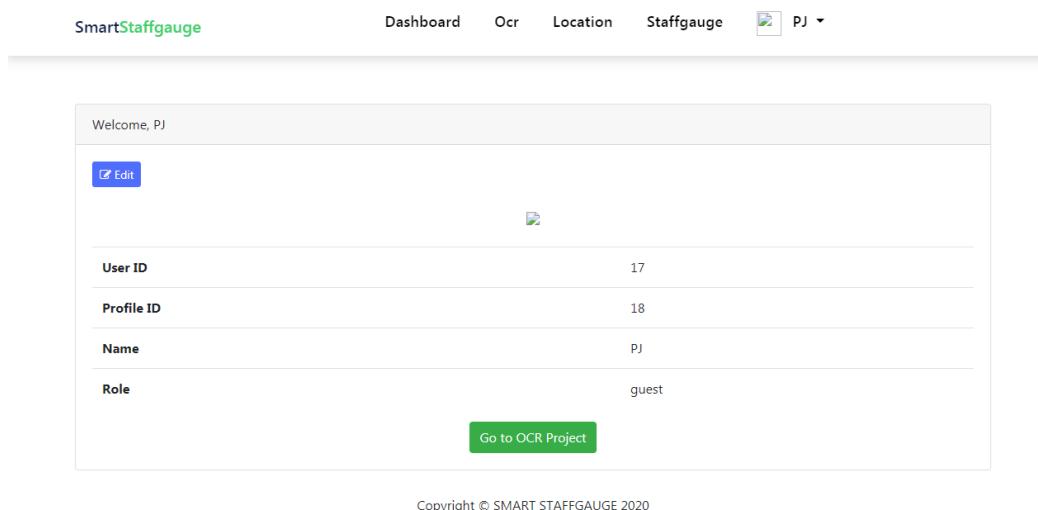 SmartStaffgauge Dashboard Ocr Location Staffgauge PJ
Welcome, PJ
Edit
User ID 17
Profile ID 18
Name PJ
Role guest
Go to OCR Project
Copyright © SMART STAFFGAUGE 2020